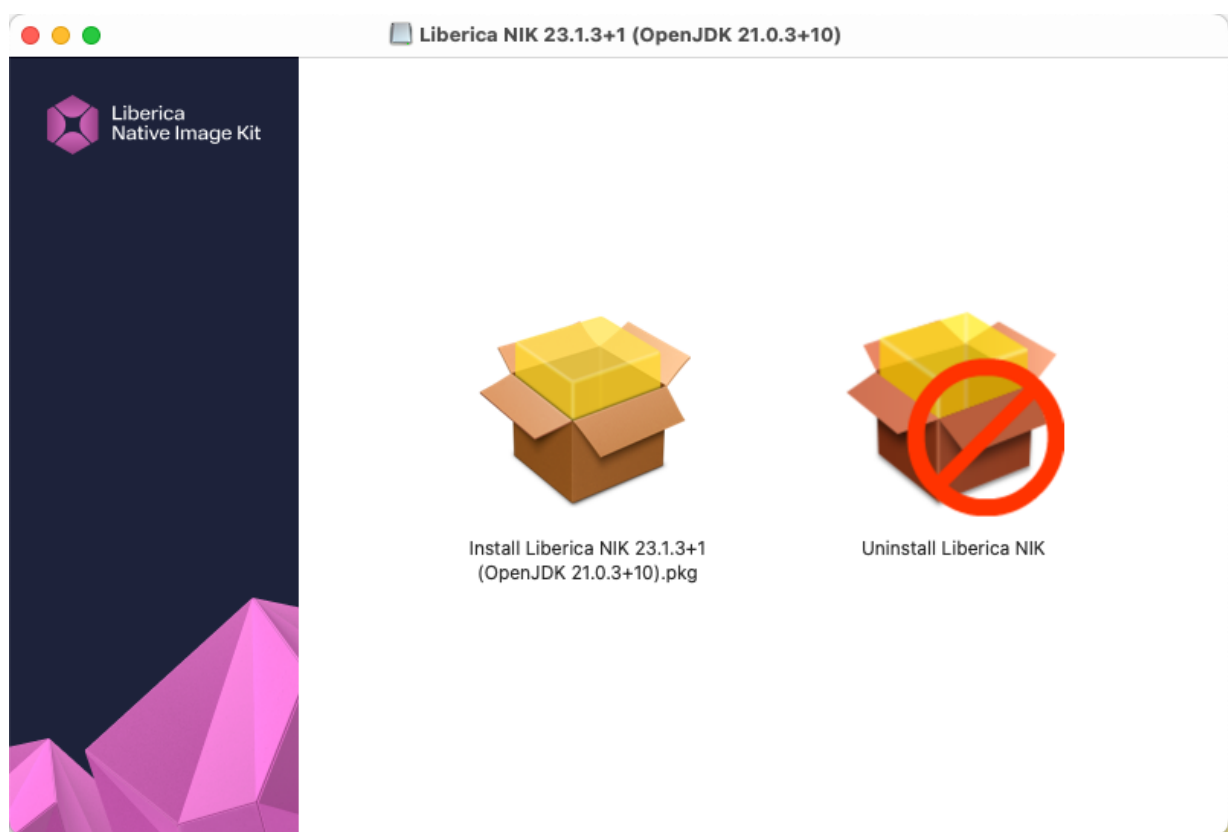 Liberica NIK 23.1.3+1 (OpenJDK 21.0.3+10)
Liberica
Native Image Kit
Install Liberica NIK 23.1.3+1
(OpenJDK 21.0.3+10).pkg
Uninstall Liberica NIK